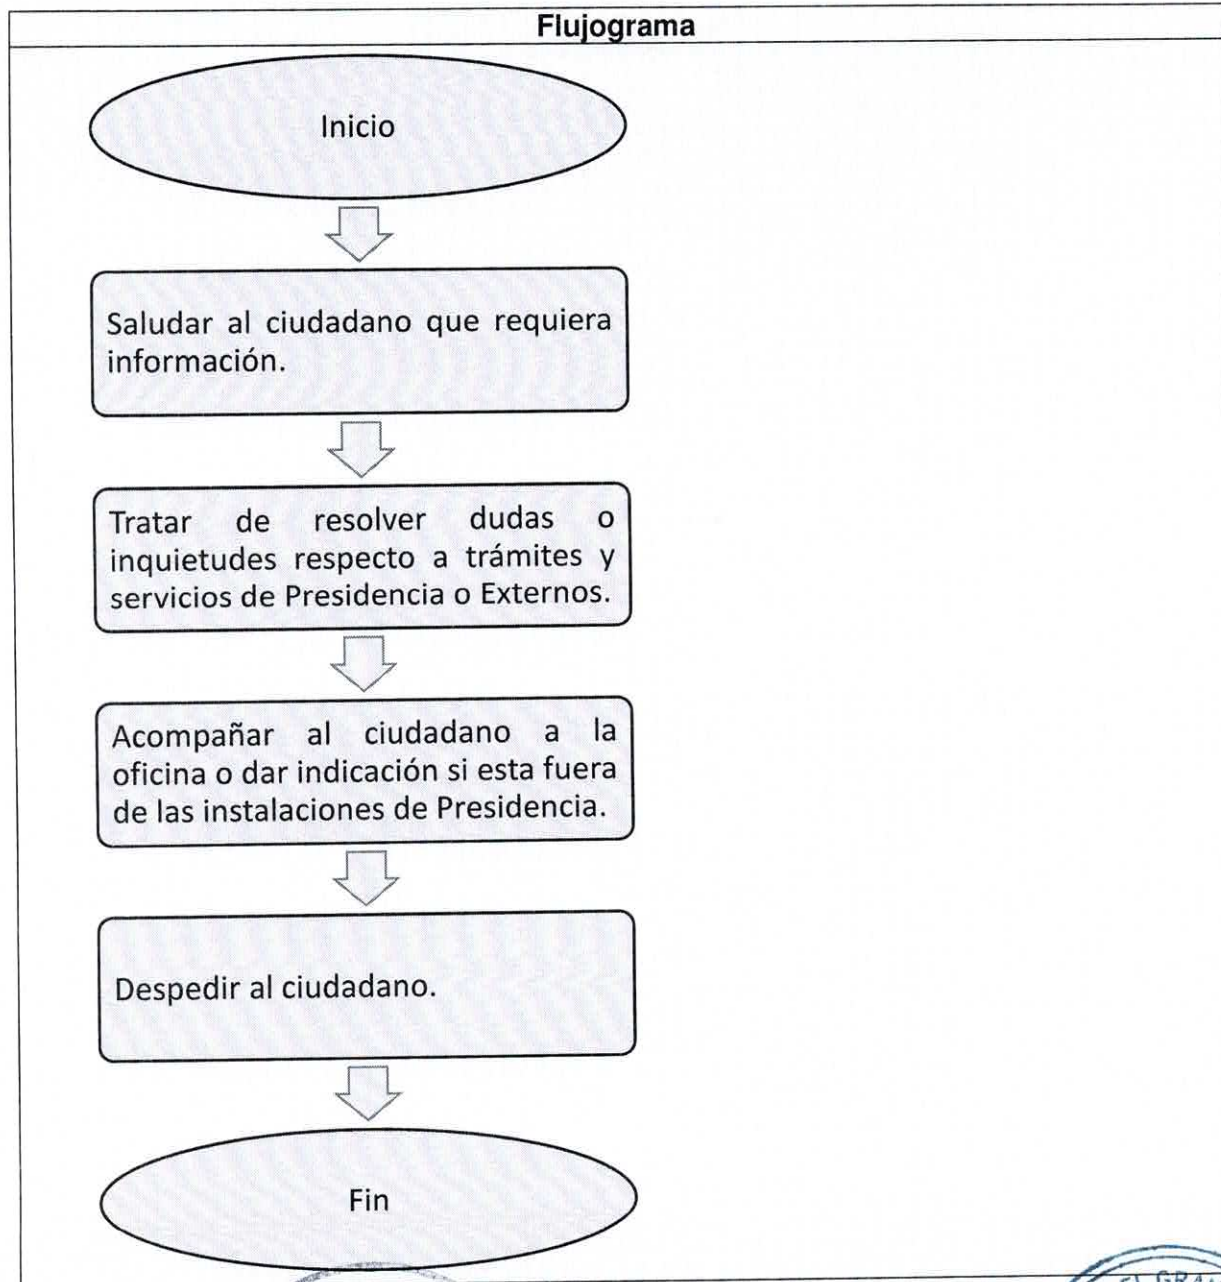 Flujograma
Inicio
Saludar al ciudadano que requiera
información.
Tratar de resolver dudas o
inquietudes respecto a trámites y
servicios de Presidencia o Externos.
Acompañar al ciudadano a la
oficina o dar indicación si esta fuera
de las instalaciones de Presidencia.
Despedir al ciudadano.
Fin